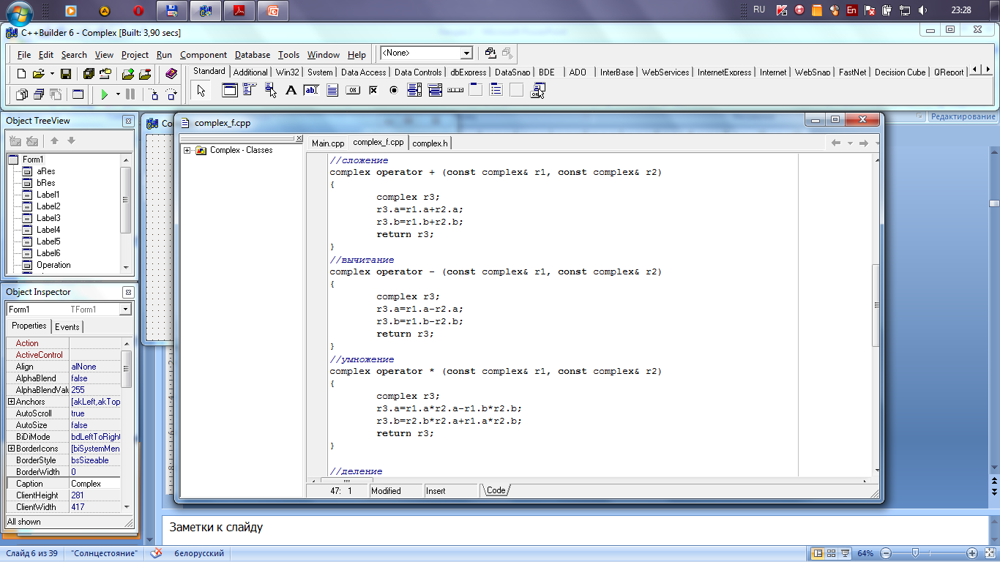 RU
En
23:28
C++Builder 6 - Complex [Built: 3,90 secs]
File Edit Search View Project Run Component Database Tools Window Help
<None>
Standard Additional Win32 System Data Access Data Controls dbExpress DataSnap BDE ADO InterBase WebServices InternetExpress Internet WebSnap FastNet Decision Cube QReport
Редактирование
Object TreeView
Form1
aRes
bRes
Label1
Label2
Label3
Label4
Label5
Label6
Operation
Object Inspector
Form1 TForm1
Properties Events
Action
ActiveControl
Align alNone
AlphaBlend false
AlphaBlendValu 255
Anchors [akLeft,akTop
AutoScroll true
AutoSize false
BiDiMode bdLeftToRight
BorderIcons [biSystemMen
BorderStyle bsSizeable
BorderWidth 0
Caption Complex
ClientHeight 281
ClientWidth 417
All shown
Co
complex_f.cpp
Complex - Classes
Main.cpp complex_f.cpp complex.h
//сложение
complex operator + (const complex& r1, const complex& r2)
{
complex r3;
r3.a=r1.a+r2.a;
r3.b=r1.b+r2.b;
return r3;
}
//вычитание
complex operator - (const complex& r1, const complex& r2)
{
complex r3;
r3.a=r1.a-r2.a;
r3.b=r1.b-r2.b;
return r3;
}
//умножение
complex operator * (const complex& r1, const complex& r2)
{
complex r3;
r3.a=r1.a*r2.a-r1.b*r2.b;
r3.b=r2.b*r2.a+r1.a*r2.b;
return r3;
}
//деление
47: 1 Modified Insert Code
Заметки к слайду
Слайд 6 из 39 "Солнцестояние" белорусский 64%